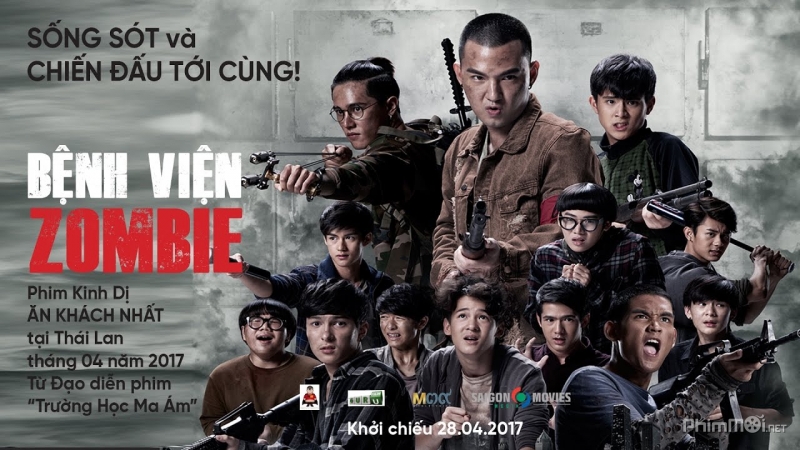 SỐNG SÓT và
CHIẾN ĐẤU TỚI CÙNG!
BỆNH VIỆN
ZOMBIE
Phim Kinh Dị
ĂN KHÁCH NHẤT
tại Thái Lan
tháng 04 năm 2017
Từ Đạo diễn phim
“Trường Học Ma Ám”
SAIGON MOVIES
MEDIA
Khởi chiếu 28.04.2017
PhimMoi.NET